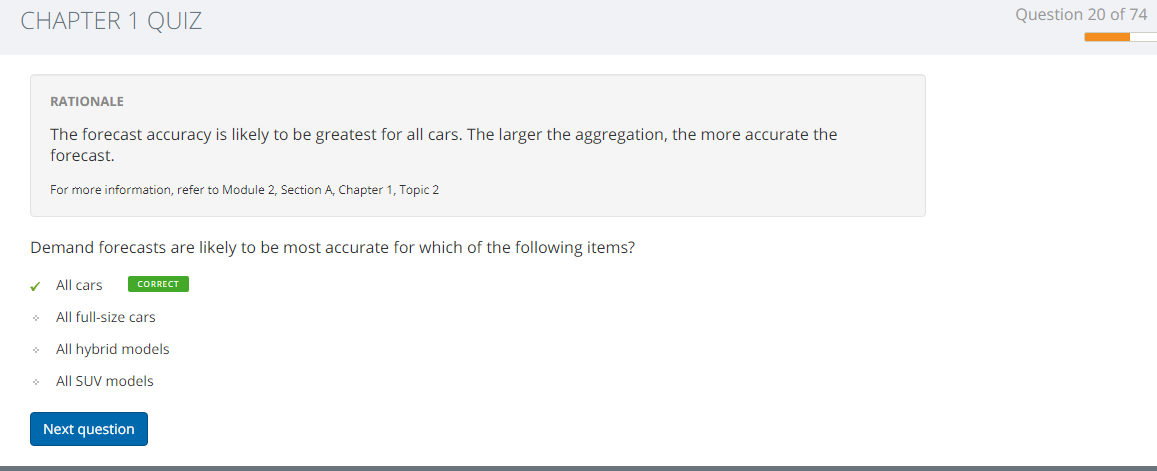 CHAPTER 1 QUIZ
Question 20 of 74
RATIONALE
The forecast accuracy is likely to be greatest for all cars. The larger the aggregation, the more accurate the
forecast.
For more information, refer to Module 2, Section A, Chapter 1, Topic 2
Demand forecasts are likely to be most accurate for which of the following items?
All cars CORRECT
All full-size cars
All hybrid models
All SUV models
Next question